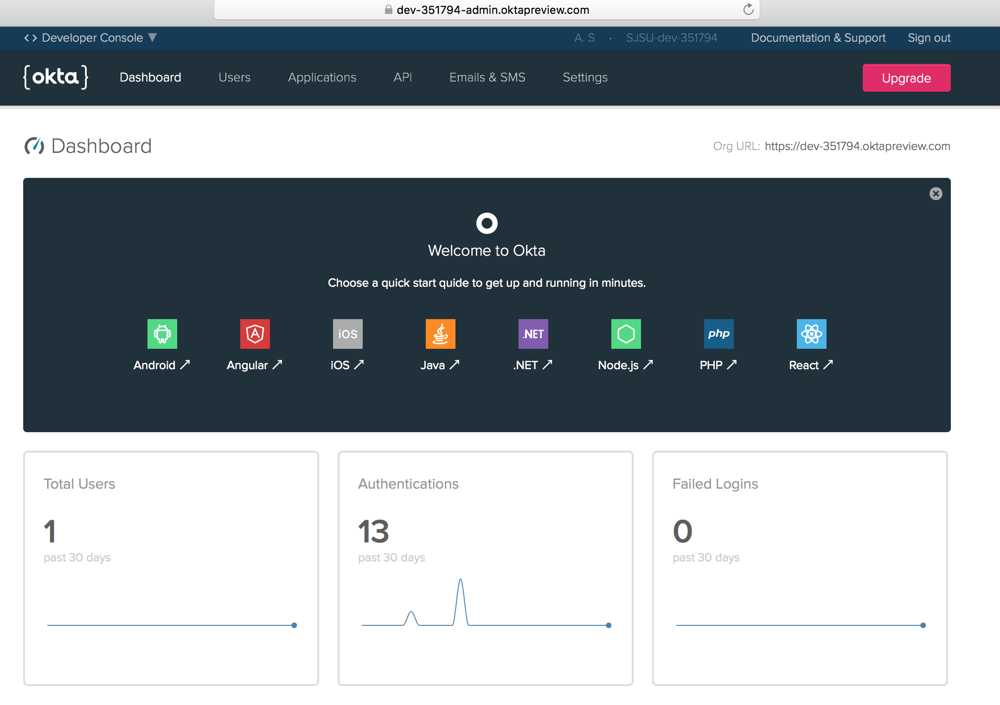 dev-351794-admin.oktapreview.com
<> Developer Console ▼ A. S · SJSU-dev-351794 Documentation & Support Sign out
{okta} Dashboard Users Applications API Emails & SMS Settings Upgrade
Dashboard Org URL: https://dev-351794.oktapreview.com
Welcome to Okta
Choose a quick start quide to get up and running in minutes.
iOS .NET php
Android ↗ Angular ↗ iOS ↗ Java ↗ .NET ↗ Node.js ↗ PHP ↗ React ↗
Total Users
1
past 30 days
Authentications
13
past 30 days
Failed Logins
0
past 30 days